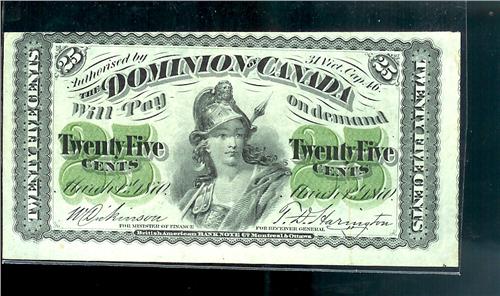 25 Authorised by 31 Vict. Cap. 46. 25
THE DOMINION OF CANADA
Will Pay on demand
Twenty Five Twenty Five
CENTS CENTS
March 1st 1870. March 1st 1870.
W. Dickinson T. D. Harington
FOR MINISTER OF FINANCE FOR RECEIVER GENERAL
British American BANK NOTE Co Montreal & Ottawa
TWENTY FIVE CENTS
TWENTY FIVE CENTS